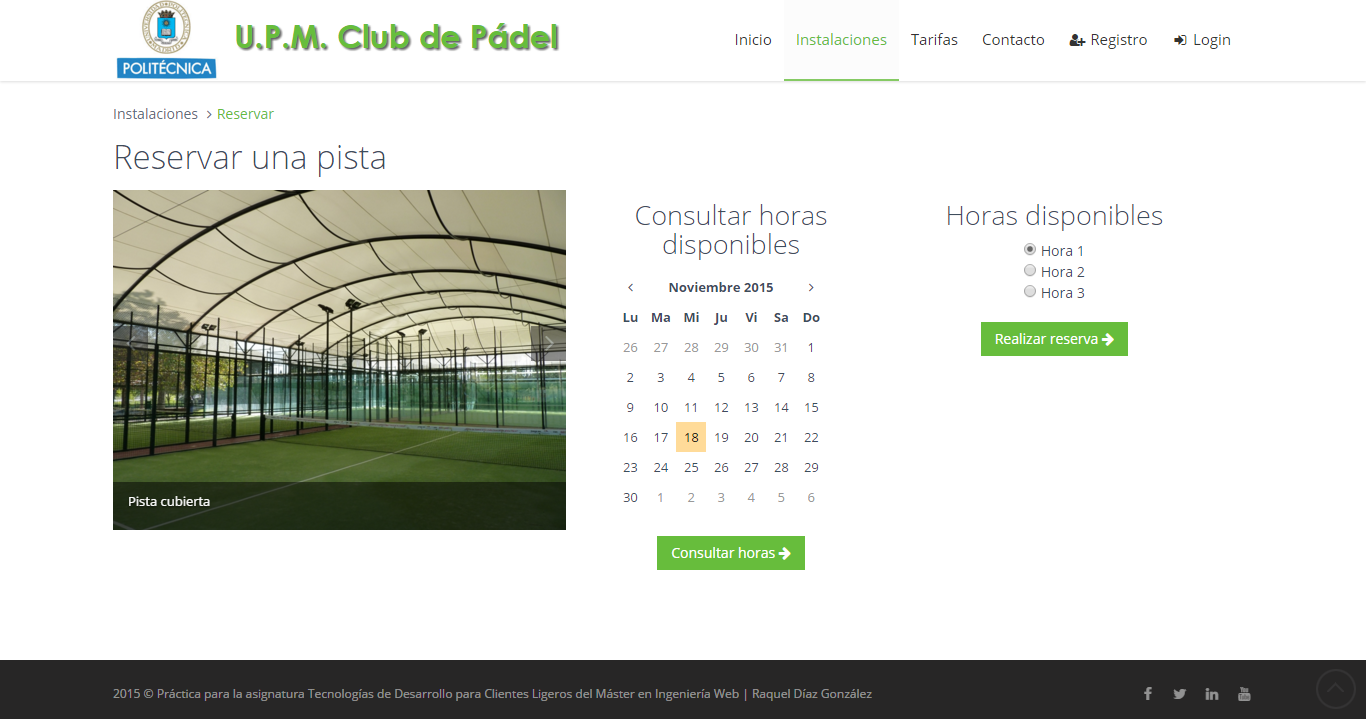 POLITÉCNICA
U.P.M. Club de Pádel
Inicio Instalaciones Tarifas Contacto Registro Login
Instalaciones > Reservar
Reservar una pista
Pista cubierta
Consultar horas
disponibles
‹ Noviembre 2015 ›
Lu Ma Mi Ju Vi Sa Do
26 27 28 29 30 31 1
2 3 4 5 6 7 8
9 10 11 12 13 14 15
16 17 18 19 20 21 22
23 24 25 26 27 28 29
30 1 2 3 4 5 6
Consultar horas
Horas disponibles
Hora 1
Hora 2
Hora 3
Realizar reserva
2015 © Práctica para la asignatura Tecnologías de Desarrollo para Clientes Ligeros del Máster en Ingeniería Web | Raquel Díaz González